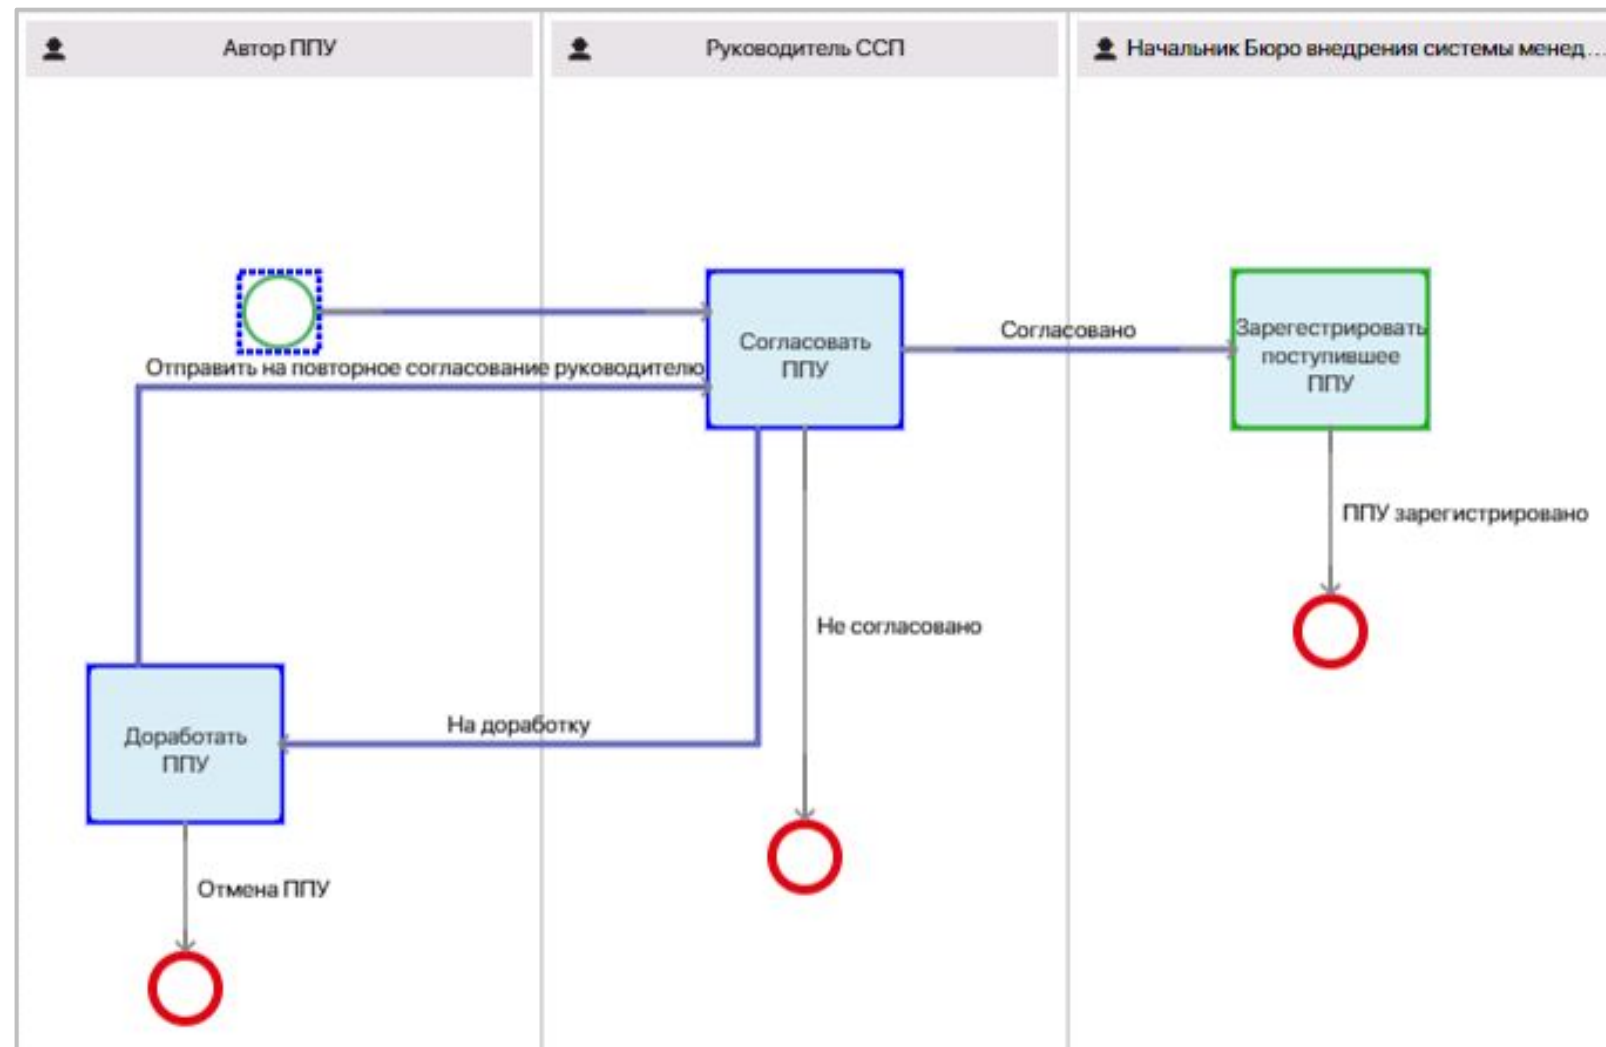 Автор ППУ
Руководитель ССП
Начальник Бюро внедрения системы менед...
Согласовать
ППУ
Согласовано
Зарегестрировать
поступившее
ППУ
Отправить на повторное согласование руководителю
ППУ зарегистрировано
Не согласовано
На доработку
Доработать
ППУ
Отмена ППУ